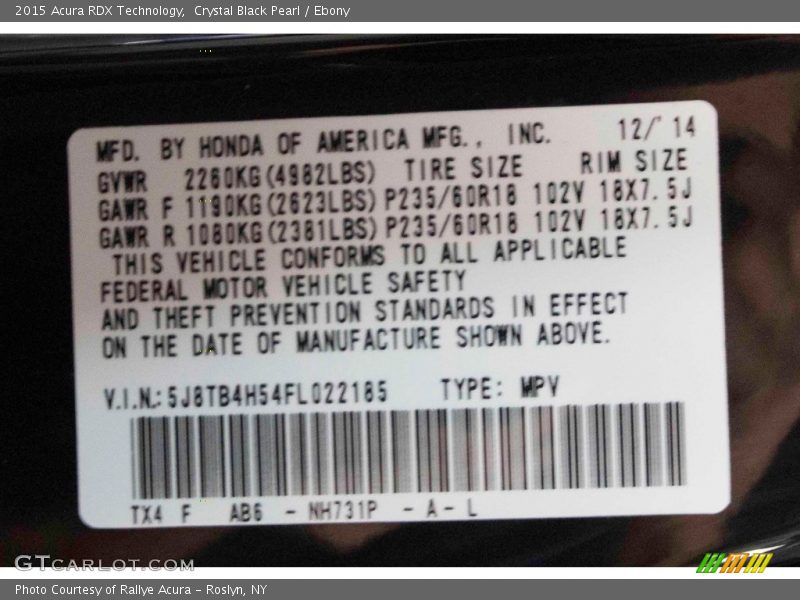 2015 Acura RDX Technology,  Crystal Black Pearl / Ebony
MFD. BY HONDA OF AMERICA MFG., INC. 12/'14
GVWR 2260KG(4982LBS) TIRE SIZE RIM SIZE
GAWR F 1190KG(2623LBS) P235/60R18 102V 18X7.5J
GAWR R 1080KG(2381LBS) P235/60R18 102V 18X7.5J
THIS VEHICLE CONFORMS TO ALL APPLICABLE
FEDERAL MOTOR VEHICLE SAFETY
AND THEFT PREVENTION STANDARDS IN EFFECT
ON THE DATE OF MANUFACTURE SHOWN ABOVE.
V.I.N.:5J8TB4H54FL022185 TYPE: MPV
TX4 F AB6 - NH731P - A - L
GTCARLOT.COM
Photo Courtesy of Rallye Acura - Roslyn, NY